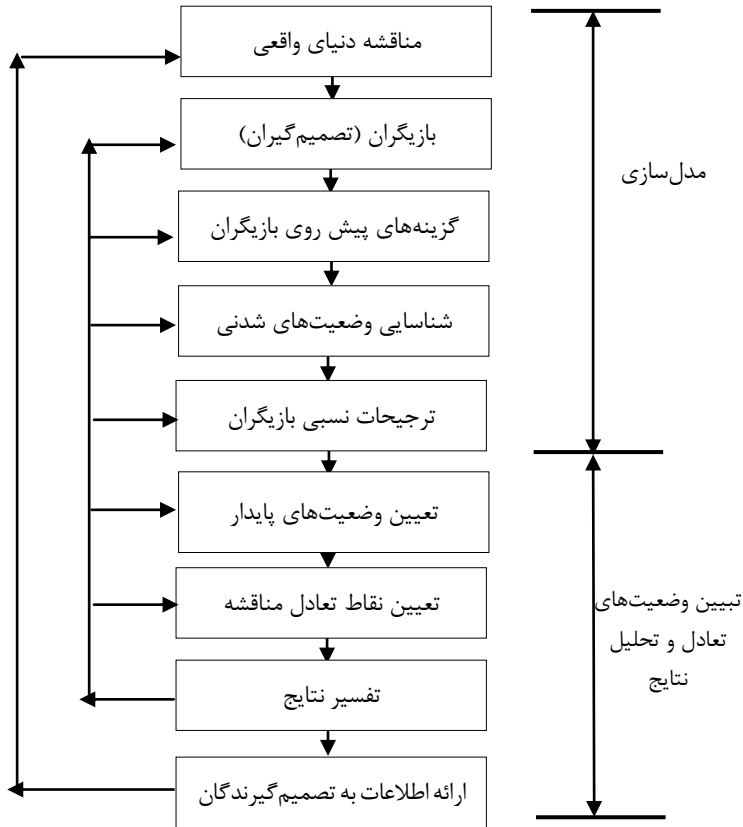 مناقشه دنیای واقعی
بازیگران (تصمیم‌گیران)
گزینه‌های پیش روی بازیگران
شناسایی وضعیت‌های شدنی
ترجیحات نسبی بازیگران
تعیین وضعیت‌های پایدار
تعیین نقاط تعادل مناقشه
تفسیر نتایج
ارائه اطلاعات به تصمیم‌گیرندگان
مدل‌سازی
تبیین وضعیت‌های
تعادل و تحلیل
نتایج